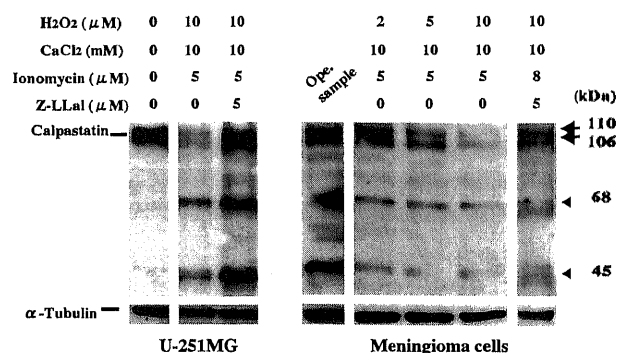 H2O2 (μM) 0 10 10 2 5 10 10
CaCl2 (mM) 0 10 10 10 10 10 10
Ionomycin (μM) 0 5 5 Ope. sample 5 5 5 8
Z-LLal (μM) 0 0 5 0 0 0 5 (kDa)
Calpastatin 110
106
68
45
α-Tubulin
U-251MG Meningioma cells